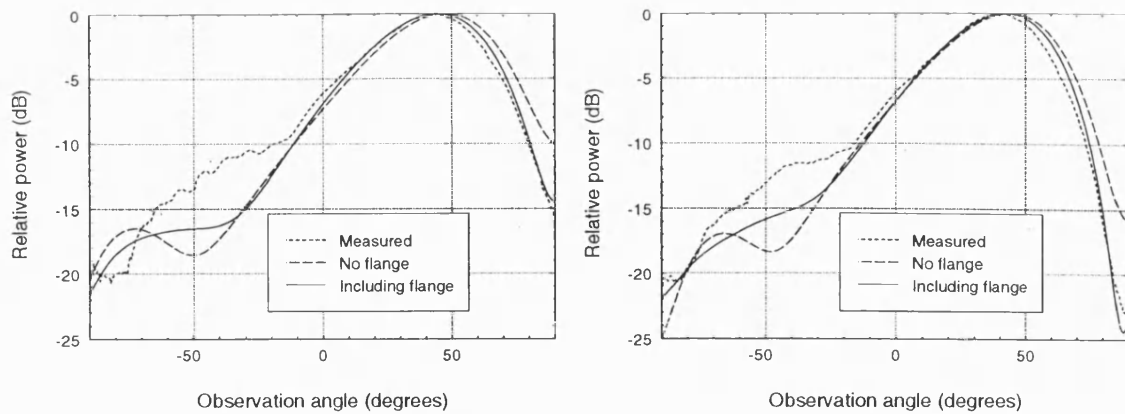 0
-5
-10
-15
-20
-25
Relative power (dB)
-50
0
50
Observation angle (degrees)
Measured
No flange
Including flange
0
-5
-10
-15
-20
-25
Relative power (dB)
-50
0
50
Observation angle (degrees)
Measured
No flange
Including flange